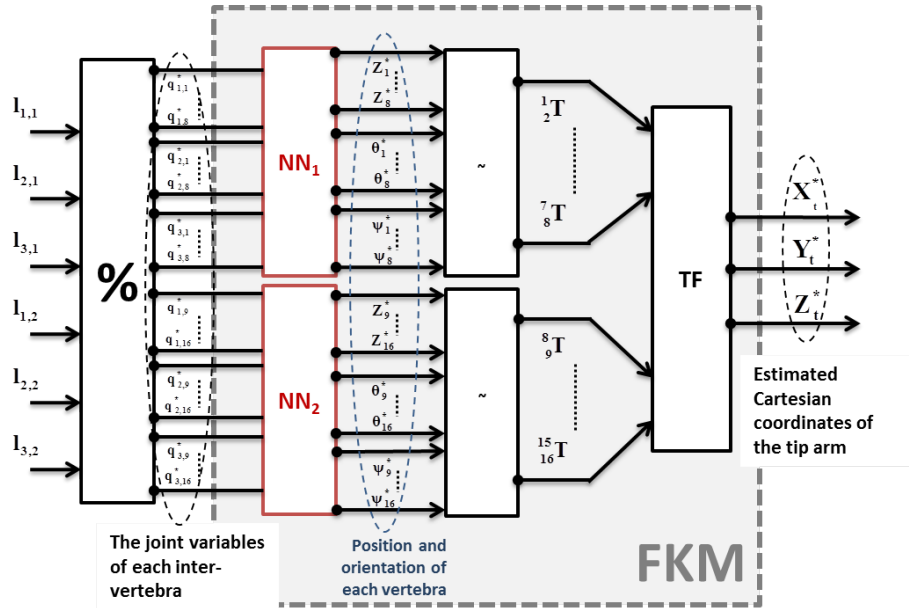 l1,1
l2,1
l3,1
l1,2
l2,2
l3,2
%
q*1,1
q*1,8
q*2,1
q*2,8
q*3,1
q*3,8
q*1,9
q*1,16
q*2,9
q*2,16
q*3,9
q*3,16
The joint variables
of each inter-
vertebra
NN1
NN2
Z*1
Z*8
θ*1
θ*8
Ψ*1
Ψ*8
Z*9
Z*16
θ*9
θ*16
Ψ*9
Ψ*16
Position and
orientation of
each vertebra
~
~
1 2T
7 8T
8 9T
15 16T
TF
X*t
Y*t
Z*t
Estimated
Cartesian
coordinates of
the tip arm
FKM